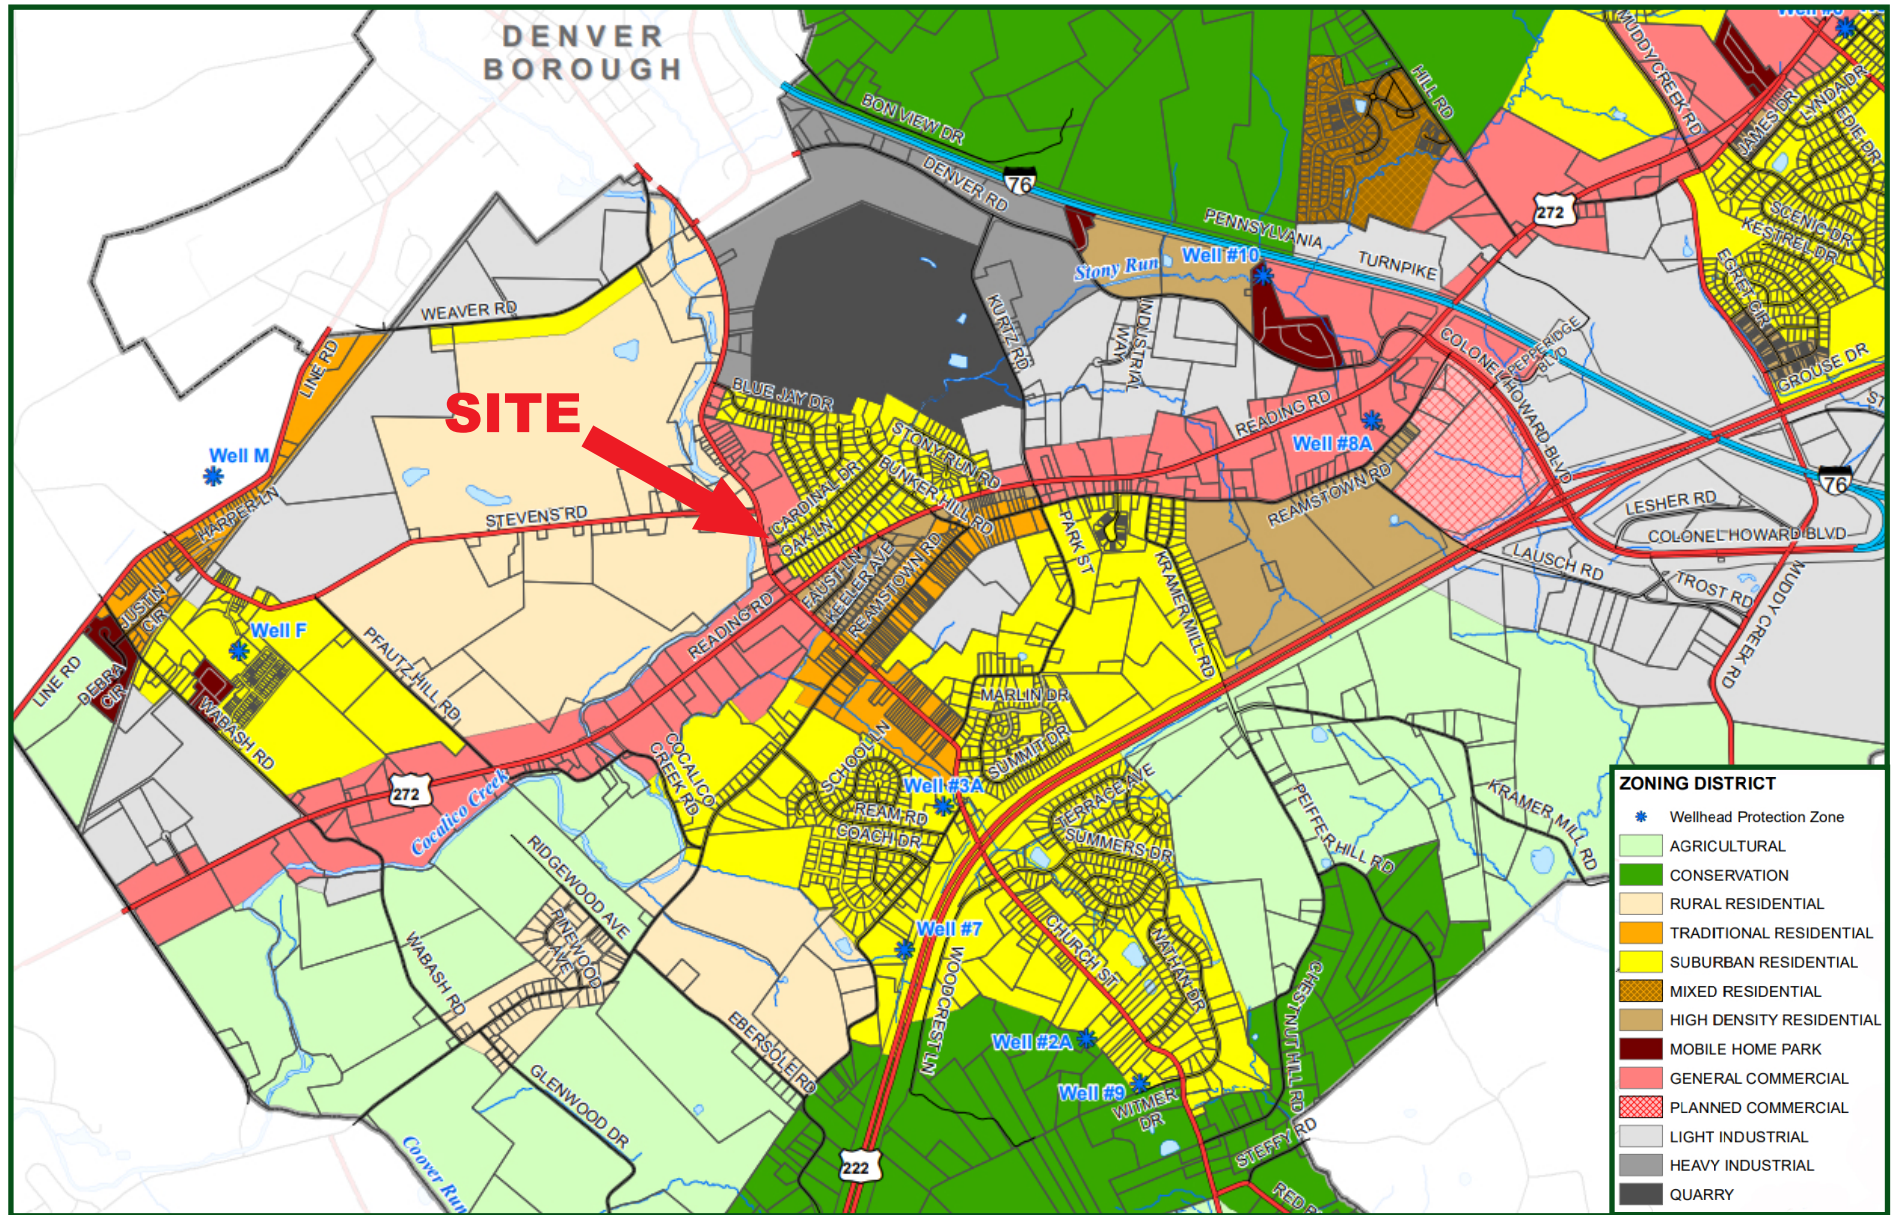 DENVER
BOROUGH
BON VIEW DR
DENVER RD
76
HILL RD
MUDDY CREEK RD
JAMES DR
LYNDA DR
EDIE DR
272
PENNSYLVANIA
TURNPIKE
SCENIC DR
KESTREL DR
EGRET CIR
GROUSE DR
Well #10
Stony Run
WEAVER RD
LINE RD
KURTZ RD
INDUSTRIAL
WAY
COLONEL HOWARD BLVD
PEPPERIDGE
BLVD
SITE
BLUE JAY DR
STONY RUN RD
BUNKER HILL RD
READING RD
Well #8A
REAMSTOWN RD
Well M
HARPER LN
STEVENS RD
CARDINAL DR
OAK LN
FAUST LN
KEELER AVE
REAMSTOWN RD
PARK ST
KRAMER MILL RD
76
LESHER RD
COLONEL HOWARD BLVD
LAUSCH RD
TROST RD
MUDDY CREEK RD
JUSTIN
CIR
Well F
LINE RD
DEBRA
CIR
WABASH RD
PFAUTZ HILL RD
READING RD
MARLIN DR
SUMMIT DR
SCHOOL LN
COCALICO
CREEK RD
272
Cocalico Creek
Well #3A
REAM RD
COACH DR
TERRACE AVE
SUMMERS DR
PEIFFER HILL RD
KRAMER MILL RD
RIDGEWOOD AVE
PINEWOOD
AVE
WABASH RD
Well #7
WOODCREST LN
CHURCH ST
NATHAN DR
CHESTNUT HILL RD
EBERSOLE RD
GLENWOOD DR
Well #2A
Well #9
WITMER
DR
STEFFY RD
Coover Run
222
ZONING DISTRICT
Wellhead Protection Zone
AGRICULTURAL
CONSERVATION
RURAL RESIDENTIAL
TRADITIONAL RESIDENTIAL
SUBURBAN RESIDENTIAL
MIXED RESIDENTIAL
HIGH DENSITY RESIDENTIAL
MOBILE HOME PARK
GENERAL COMMERCIAL
PLANNED COMMERCIAL
LIGHT INDUSTRIAL
HEAVY INDUSTRIAL
QUARRY